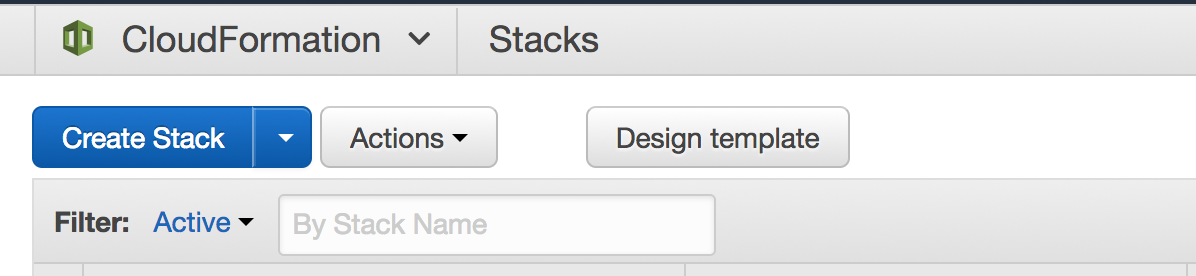 CloudFormation Stacks
Create Stack Actions Design template
Filter: Active By Stack Name